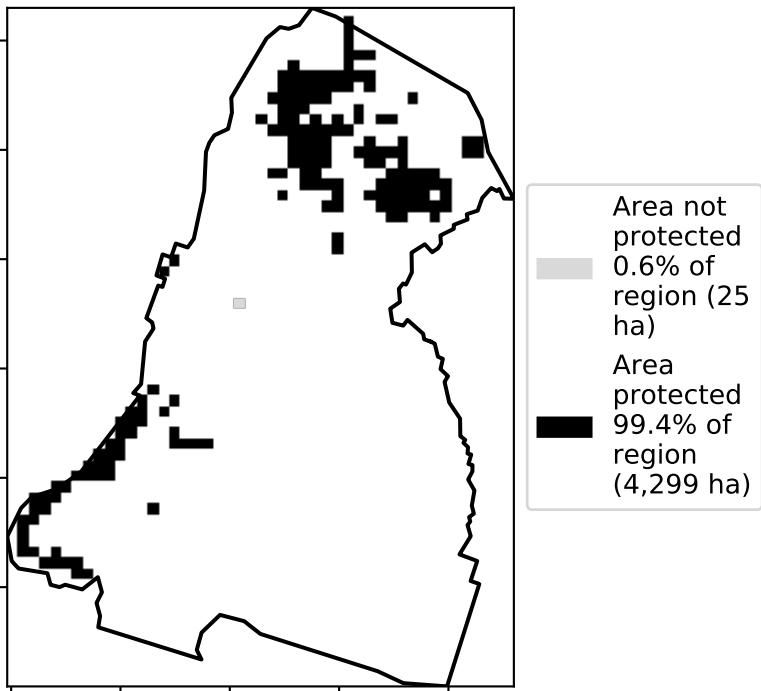 Area not
protected
0.6% of
region (25
ha)
Area
protected
99.4% of
region
(4,299 ha)